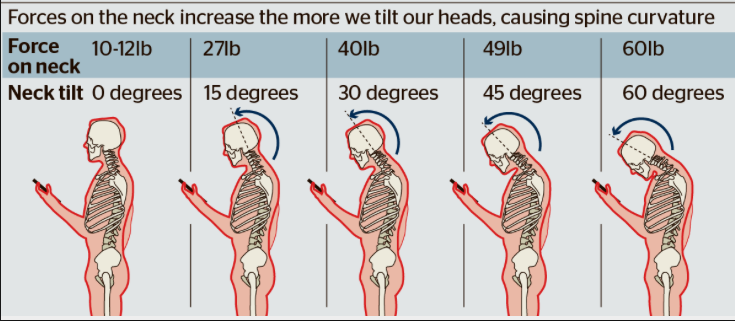 Forces on the neck increase the more we tilt our heads, causing spine curvature
Force on neck 10-12lb 27lb 40lb 49lb 60lb
Neck tilt 0 degrees 15 degrees 30 degrees 45 degrees 60 degrees